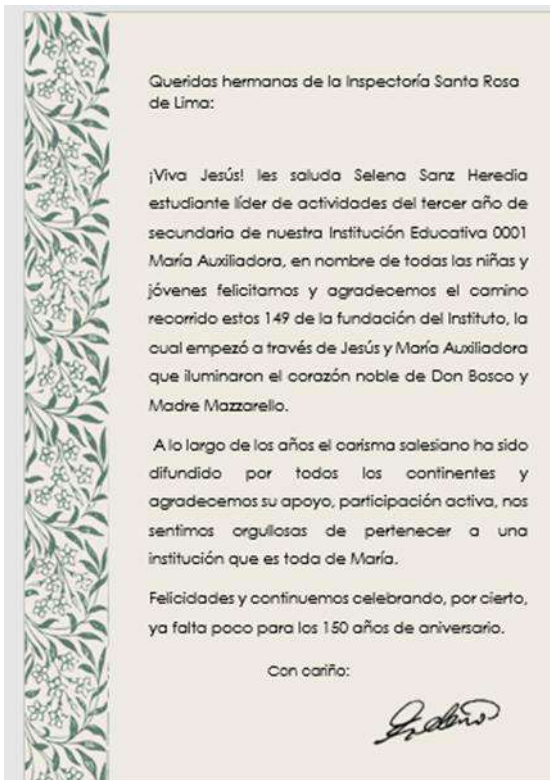 Queridas hermanas de la Inspectoría Santa Rosa
de Lima:
¡Viva Jesús! les saluda Selena Sanz Heredia
estudiante líder de actividades del tercer año de
secundaria de nuestra Institución Educativa 0001
María Auxiliadora, en nombre de todas las niñas y
jóvenes felicitamos y agradecemos el camino
recorrido estos 149 de la fundación del Instituto, la
cual empezó a través de Jesús y María Auxiliadora
que iluminaron el corazón noble de Don Bosco y
Madre Mazzarello.
A lo largo de los años el carisma salesiano ha sido
difundido por todos los continentes y
agradecemos su apoyo, participación activa, nos
sentimos orgullosas de pertenecer a una
institución que es toda de María.
Felicidades y continuemos celebrando, por cierto,
ya falta poco para los 150 años de aniversario.
Con cariño: